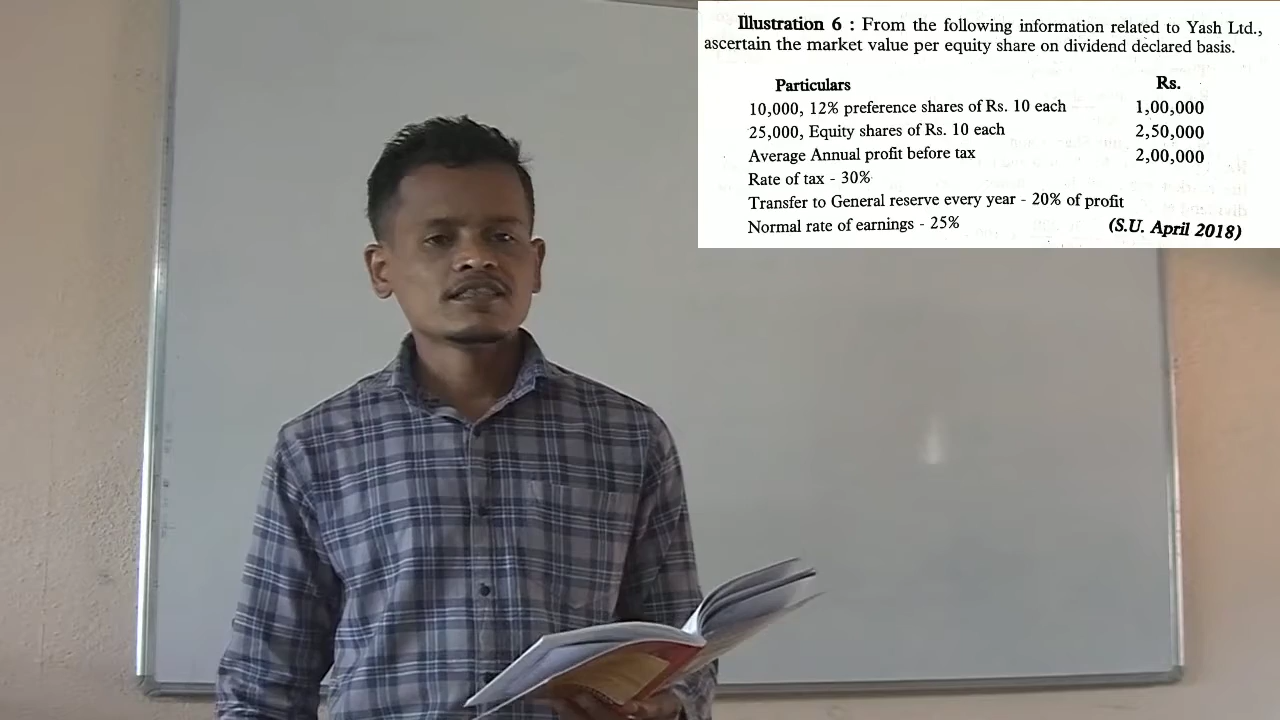 Illustration 6 : From the following information related to Yash Ltd.,
ascertain the market value per equity share on dividend declared basis.
Particulars Rs.
10,000, 12% preference shares of Rs. 10 each 1,00,000
25,000, Equity shares of Rs. 10 each 2,50,000
Average Annual profit before tax 2,00,000
Rate of tax - 30%
Transfer to General reserve every year - 20% of profit
Normal rate of earnings - 25% (S.U. April 2018)